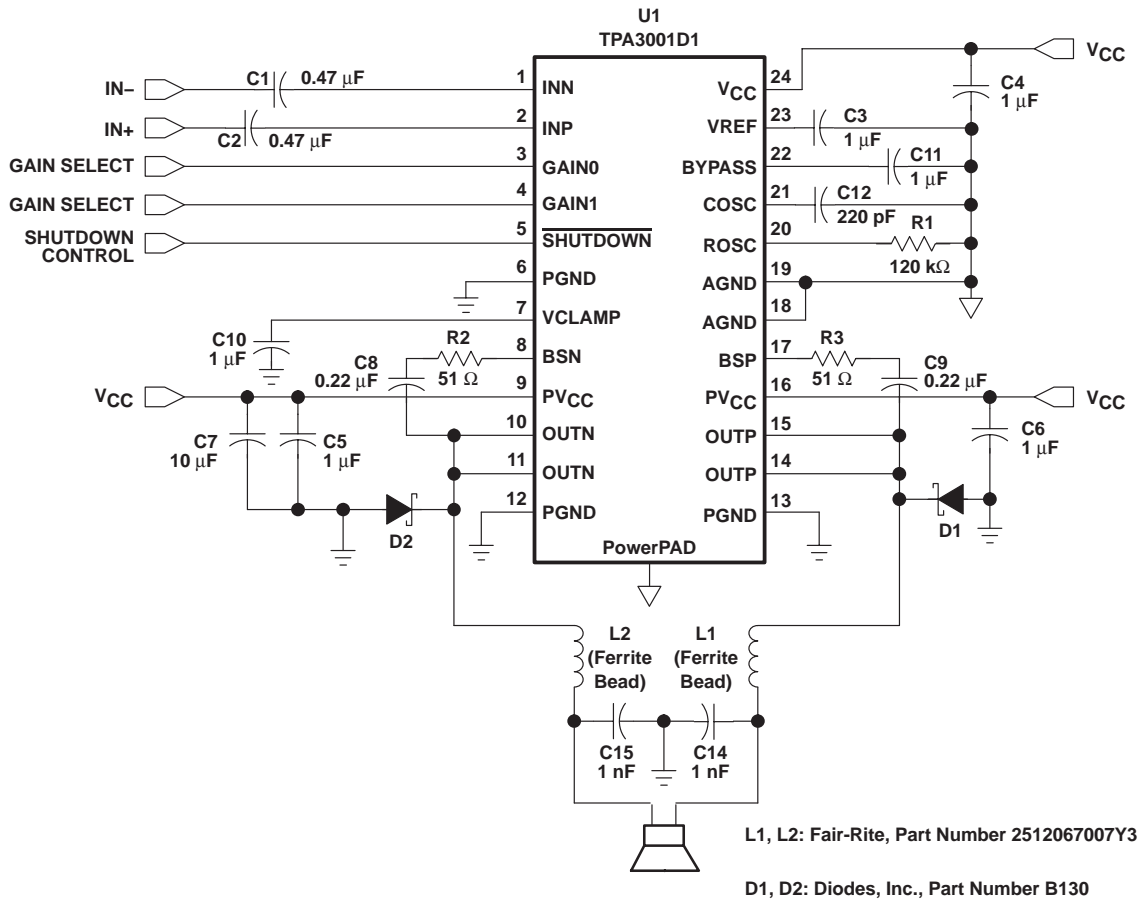 U1
TPA3001D1
IN–
C1
0.47 μF
1
INN
IN+
C2
0.47 μF
2
INP
GAIN SELECT
3
GAIN0
GAIN SELECT
4
GAIN1
SHUTDOWN
CONTROL
5
SHUTDOWN
6
PGND
7
VCLAMP
C10
1 μF
R2
51 Ω
8
BSN
C8
0.22 μF
VCC
9
PVCC
10
OUTN
C7
10 μF
C5
1 μF
11
OUTN
12
PGND
D2
PowerPAD
24
VCC
VCC
C4
1 μF
23
VREF
C3
1 μF
22
BYPASS
C11
1 μF
21
COSC
C12
220 pF
20
ROSC
R1
120 kΩ
19
AGND
18
AGND
17
BSP
R3
51 Ω
C9
0.22 μF
16
PVCC
VCC
15
OUTP
C6
1 μF
14
OUTP
13
PGND
D1
L2
(Ferrite
Bead)
L1
(Ferrite
Bead)
C15
1 nF
C14
1 nF
L1, L2: Fair-Rite, Part Number 2512067007Y3
D1, D2: Diodes, Inc., Part Number B130